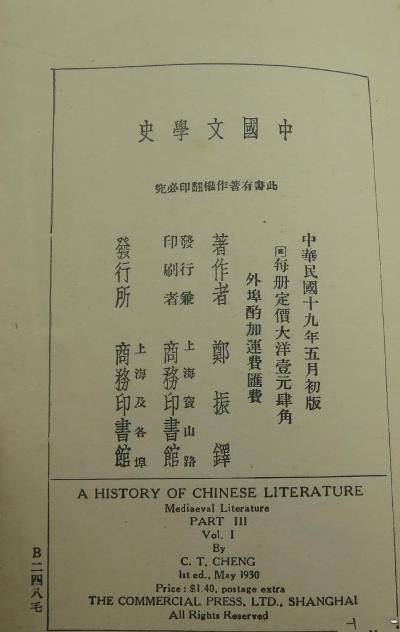 中國文學史
此書有著作權翻印必究
中華民國十九年五月初版
每册定價大洋壹元肆角
外埠酌加運費匯費
著作者 鄭振鐸
發行兼印刷者 上海寶山路 商務印書館
發行所 上海及各埠 商務印書館
A HISTORY OF CHINESE LITERATURE
Mediaeval Literature
PART III
Vol. I
By
C. T. CHENG
1st ed., May 1930
Price: $1.40, postage extra
THE COMMERCIAL PRESS, LTD., SHANGHAI
All Rights Reserved
B二四八毛